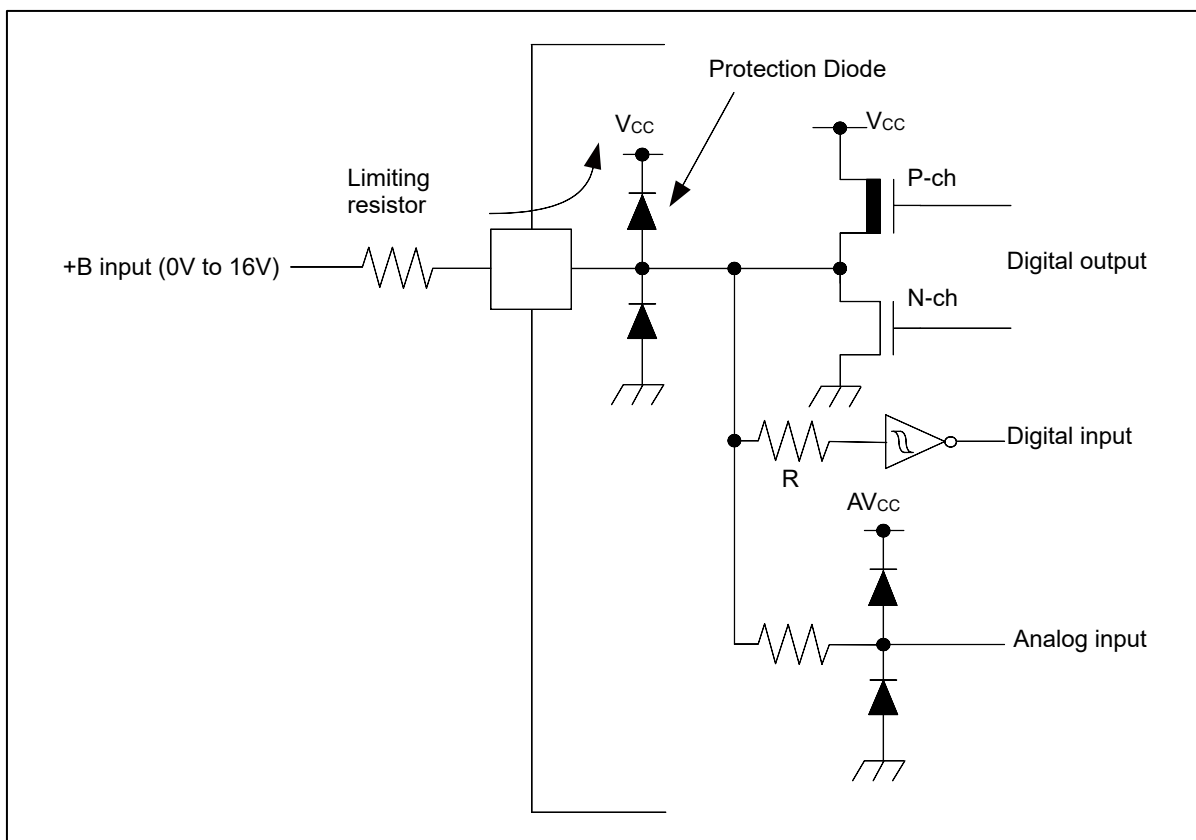 Protection Diode
VCC
VCC
Limiting
resistor
P-ch
+B input (0V to 16V)
Digital output
N-ch
Digital input
R
AVCC
Analog input